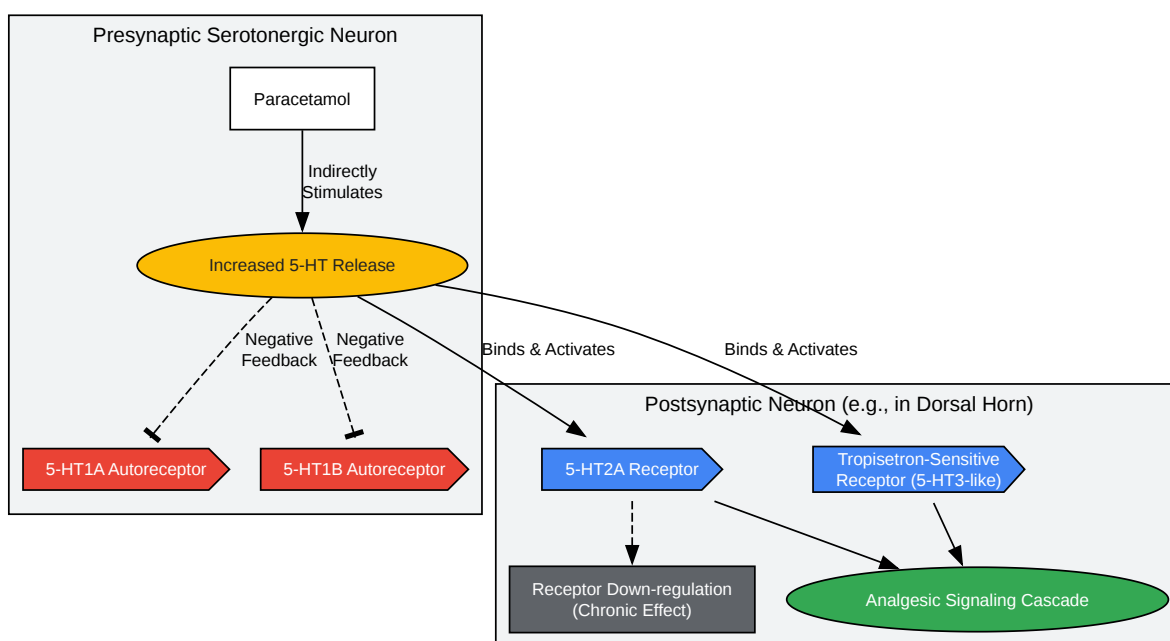 Presynaptic Serotonergic Neuron
Paracetamol
Indirectly
Stimulates
Increased 5-HT Release
Negative
Feedback
Negative
Feedback
Binds & Activates
Binds & Activates
5-HT1A Autoreceptor
5-HT1B Autoreceptor
Postsynaptic Neuron (e.g., in Dorsal Horn)
5-HT2A Receptor
Tropisetron-Sensitive
Receptor (5-HT3-like)
Receptor Down-regulation
(Chronic Effect)
Analgesic Signaling Cascade